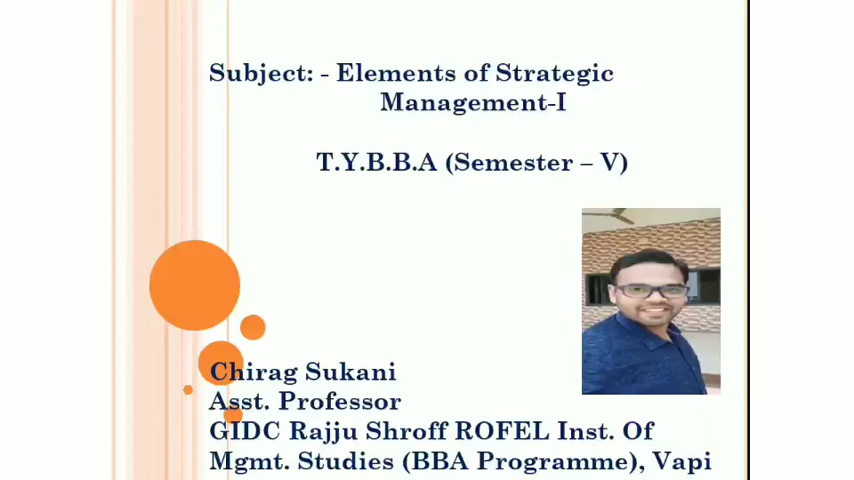 Subject: - Elements of Strategic
Management-I
T.Y.B.B.A (Semester – V)
Chirag Sukani
Asst. Professor
GIDC Rajju Shroff ROFEL Inst. Of
Mgmt. Studies (BBA Programme), Vapi